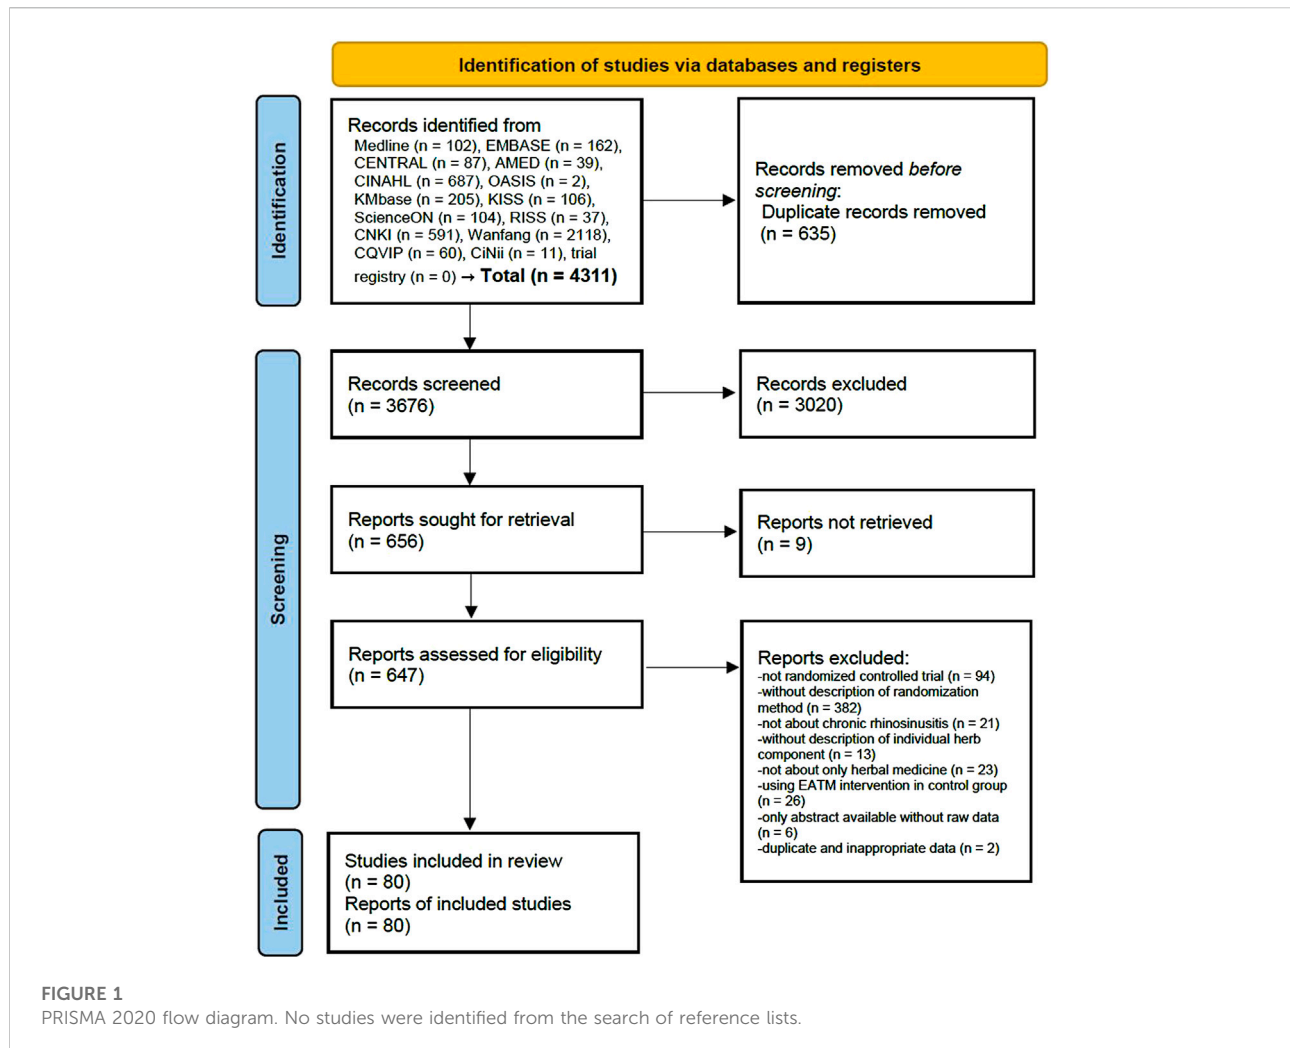 Identification of studies via databases and registers
Identification
Records identified from
Medline (n = 102), EMBASE (n = 162),
CENTRAL (n = 87), AMED (n = 39),
CINAHL (n = 687), OASIS (n = 2),
KMbase (n = 205), KISS (n = 106),
ScienceON (n = 104), RISS (n = 37),
CNKI (n = 591), Wanfang (n = 2118),
CQVIP (n = 60), CiNii (n = 11), trial
registry (n = 0) → Total (n = 4311)
Records removed before
screening:
Duplicate records removed
(n = 635)
Screening
Records screened
(n = 3676)
Records excluded
(n = 3020)
Reports sought for retrieval
(n = 656)
Reports not retrieved
(n = 9)
Reports assessed for eligibility
(n = 647)
Reports excluded:
-not randomized controlled trial (n = 94)
-without description of randomization
method (n = 382)
-not about chronic rhinosinusitis (n = 21)
-without description of individual herb
component (n = 13)
-not about only herbal medicine (n = 23)
-using EATM intervention in control group
(n = 26)
-only abstract available without raw data
(n = 6)
-duplicate and inappropriate data (n = 2)
Included
Studies included in review
(n = 80)
Reports of included studies
(n = 80)
FIGURE 1
PRISMA 2020 flow diagram. No studies were identified from the search of reference lists.